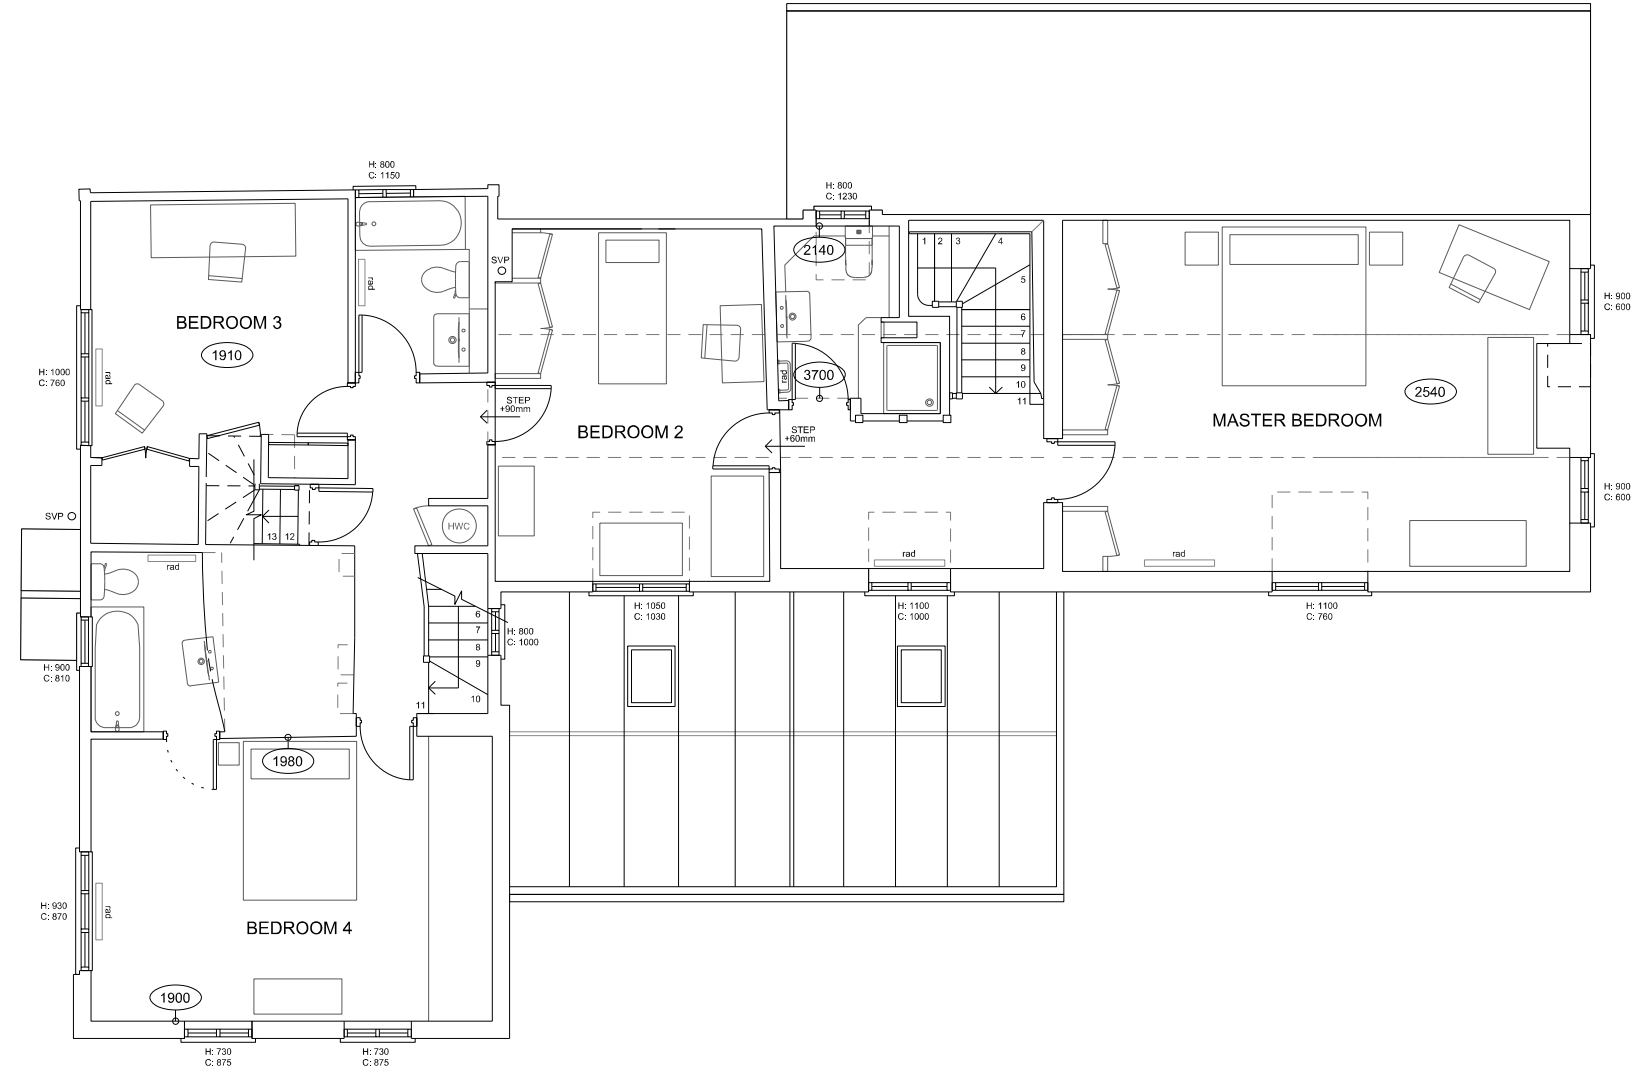 H: 800
C: 1150
H: 800
C: 1230
2140
1 2 3 4
5
6
7
8
9
10
11
SVP
rad
BEDROOM 3
1910
H: 1000
C: 760
rad
H: 900
C: 600
rad
3700
STEP
+90mm
BEDROOM 2
STEP
+60mm
2540
MASTER BEDROOM
H: 900
C: 600
SVP
13 12
HWC
rad
rad
rad
H: 1050
C: 1030
H: 1100
C: 1000
H: 1100
C: 760
6
7
8
9
10
11
H: 800
C: 1000
H: 900
C: 810
1980
H: 930
C: 870
rad
BEDROOM 4
1900
H: 730
C: 875
H: 730
C: 875